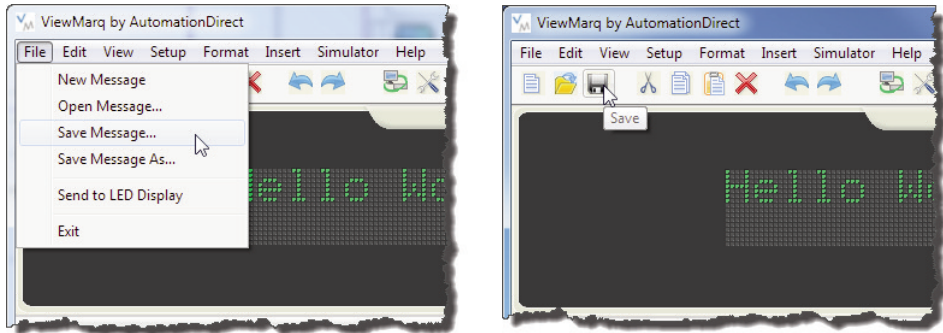 ViewMarq by AutomationDirect
File Edit View Setup Format Insert Simulator Help
New Message
Open Message...
Save Message...
Save Message As...
Send to LED Display
Exit
ello
ViewMarq by AutomationDirect
File Edit View Setup Format Insert Simulator Help
Save
Hello